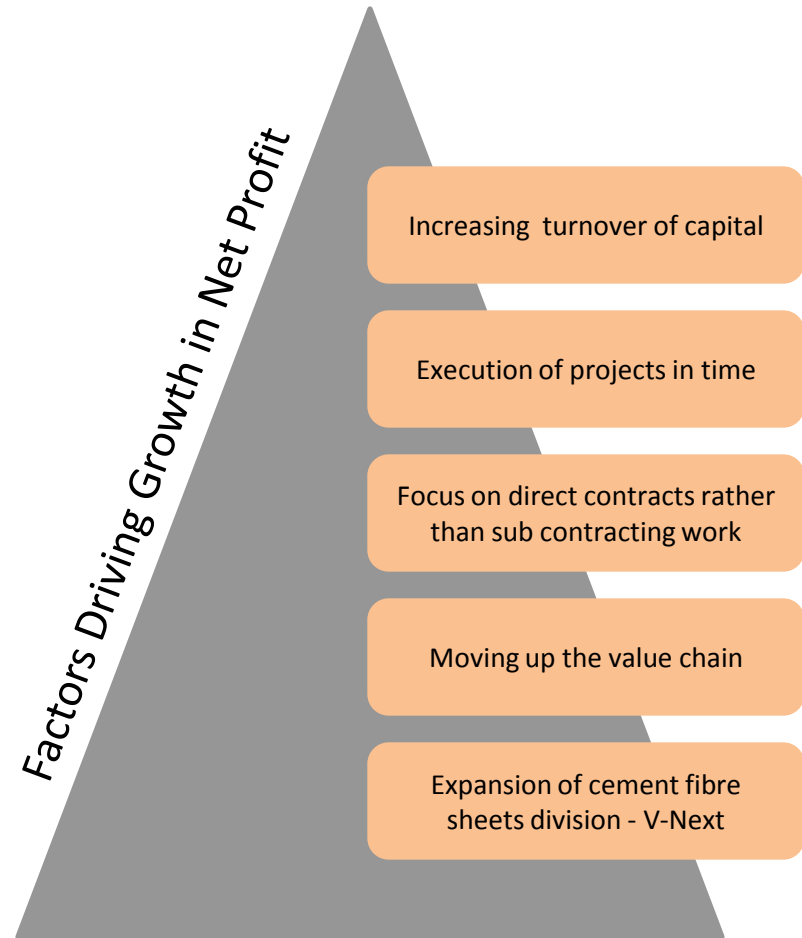 Factors Driving Growth in Net Profit
Increasing turnover of capital
Execution of projects in time
Focus on direct contracts rather
than sub contracting work
Moving up the value chain
Expansion of cement fibre
sheets division - V-Next